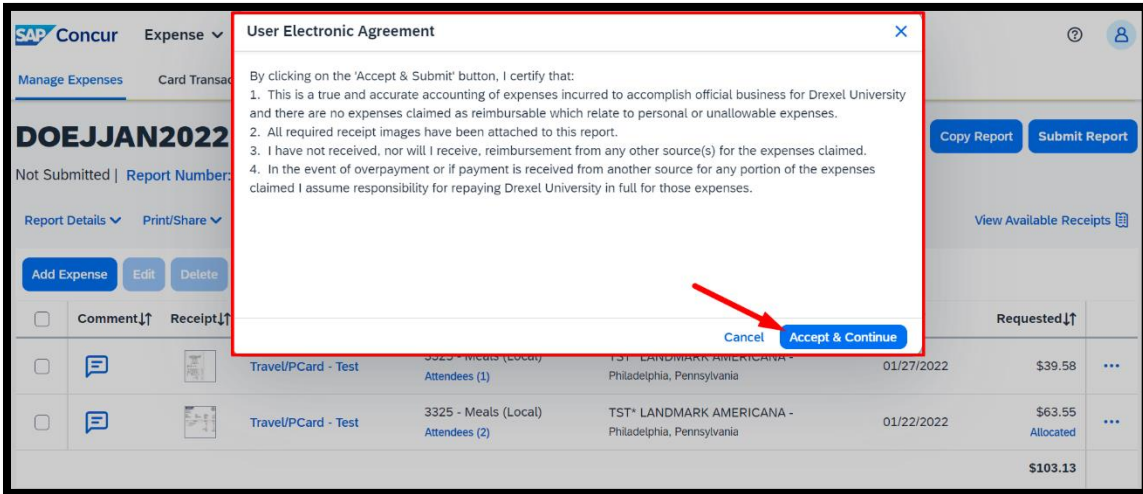 SAP Concur Expense
User Electronic Agreement
Manage Expenses Card Transac
By clicking on the 'Accept & Submit' button, I certify that:
1. This is a true and accurate accounting of expenses incurred to accomplish official business for Drexel University
and there are no expenses claimed as reimbursable which relate to personal or unallowable expenses.
2. All required receipt images have been attached to this report.
3. I have not received, nor will I receive, reimbursement from any other source(s) for the expenses claimed.
4. In the event of overpayment or if payment is received from another source for any portion of the expenses
claimed I assume responsibility for repaying Drexel University in full for those expenses.
Cancel Accept & Continue
DOEJJAN2022 Copy Report Submit Report
Not Submitted | Report Number:
Report Details Print/Share View Available Receipts
Add Expense Edit Delete
Comment Receipt Requested
Travel/PCard - Test 3325 - Meals (Local) TST* LANDMARK AMERICANA - 01/27/2022 $39.58
Attendees (1) Philadelphia, Pennsylvania
Travel/PCard - Test 3325 - Meals (Local) TST* LANDMARK AMERICANA - 01/22/2022 $63.55
Attendees (2) Philadelphia, Pennsylvania Allocated
$103.13